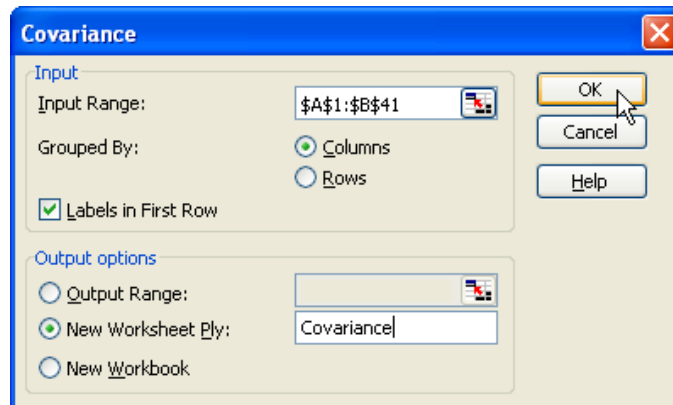 Covariance
Input
Input Range:
$A$1:$B$41
Grouped By:
Columns
Rows
Labels in First Row
OK
Cancel
Help
Output options
Output Range:
New Worksheet Ply:
Covariance
New Workbook